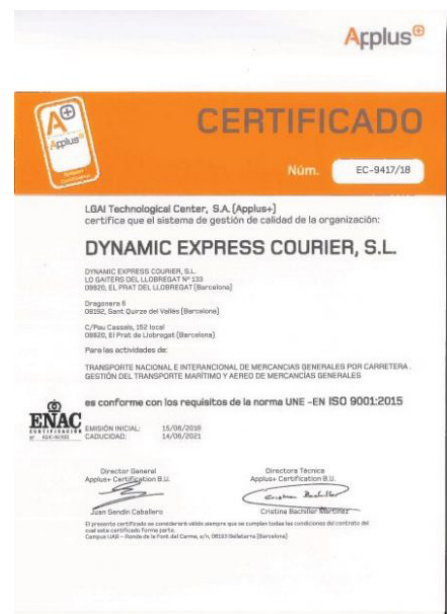 Applus⊕
A⊕
Applus⊕
CERTIFICADO
Núm. EC-9417/18
LGAI Technological Center, S.A. (Applus+)
certifica que el sistema de gestión de calidad de la organización:
DYNAMIC EXPRESS COURIER, S.L.
DYNAMIC EXPRESS COURIER, S.L.
LO GAITERS DEL LLOBREGAT Nº 133
08820, EL PRAT DEL LLOBREGAT (Barcelona)
Dragonera 6
08192, Sant Quirze del Vallés (Barcelona)
C/Pau Casals, 152 local
08820, El Prat de Llobregat (Barcelona)
Para las actividades de:
TRANSPORTE NACIONAL E INTERANCIONAL DE MERCANCIAS GENERALES POR CARRETERA.
GESTIÓN DEL TRANSPORTE MARÍTIMO Y AEREO DE MERCANCÍAS GENERALES
es conforme con los requisitos de la norma UNE -EN ISO 9001:2015
ENAC
CERTIFICACIÓN
EMISIÓN INICIAL: 15/06/2018
CADUCIDAD: 14/06/2021
Director General
Applus+ Certification B.U.
Juan Sendín Caballero
Directora Técnica
Applus+ Certification B.U.
Cristina Bachiller Martínez
El presente certificado se considerará válido siempre que se cumplan todas las condiciones del contrato del
cual este certificado forma parte.
Campus UAB - Ronda de la Font del Carme, s/n, 08193 Bellaterra (Barcelona)